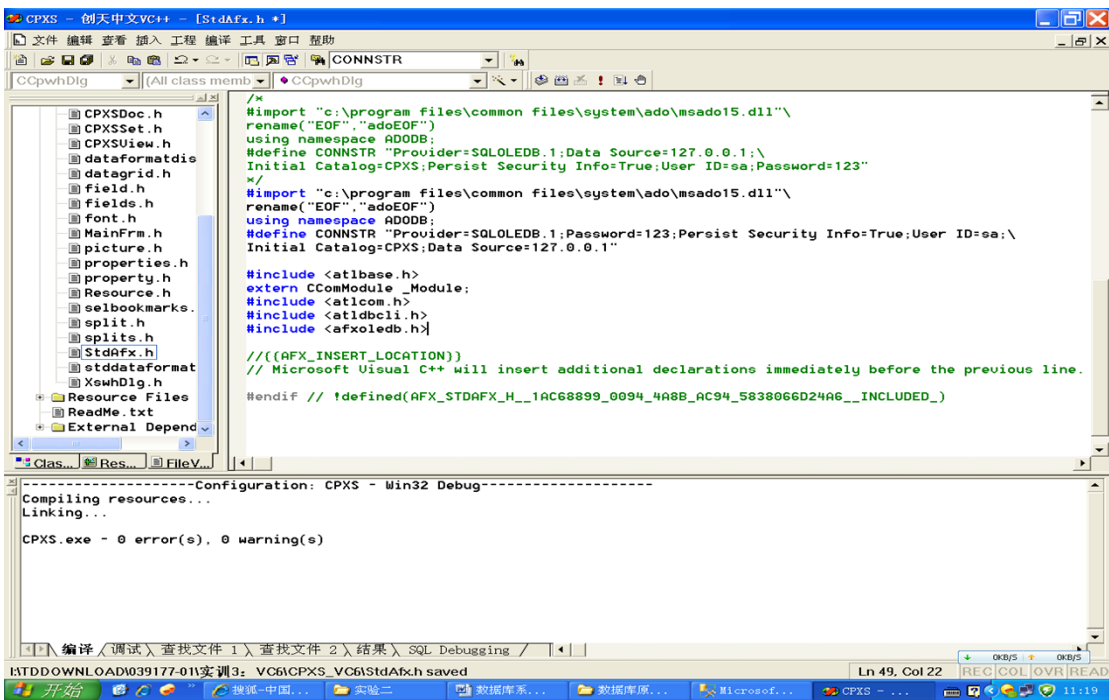 CPXS - 创天中文VC++ - [StdAfx.h *]
文件 编辑 查看 插入 工程 编译 工具 窗口 帮助
CONNSTR
CCpwhDlg (All class memb CCpwhDlg
CPXSDoc.h
CPXSSet.h
CPXSView.h
dataformatdis
datagrid.h
field.h
fields.h
font.h
MainFrm.h
picture.h
properties.h
property.h
Resource.h
selbookmarks.
split.h
splits.h
StdAfx.h
stddataformat
XswhDlg.h
Resource Files
ReadMe.txt
External Depend
Clas... Res... FileV...
/*
#import "c:\program files\common files\system\ado\msado15.dll"\
rename("EOF","adoEOF")
using namespace ADODB;
#define CONNSTR "Provider=SQLOLEDB.1;Data Source=127.0.0.1;\
Initial Catalog=CPXS;Persist Security Info=True;User ID=sa;Password=123"
*/
#import "c:\program files\common files\system\ado\msado15.dll"\
rename("EOF","adoEOF")
using namespace ADODB;
#define CONNSTR "Provider=SQLOLEDB.1;Password=123;Persist Security Info=True;User ID=sa;\
Initial Catalog=CPXS;Data Source=127.0.0.1"
#include <atlbase.h>
extern CComModule _Module;
#include <atlcom.h>
#include <atldbcli.h>
#include <afxoledb.h>
//{{AFX_INSERT_LOCATION}}
// Microsoft Visual C++ will insert additional declarations immediately before the previous line.
#endif // !defined(AFX_STDAFX_H__1AC68899_0094_4A8B_AC94_5838066D24A6__INCLUDED_)
--------------------Configuration: CPXS - Win32 Debug--------------------
Compiling resources...
Linking...
CPXS.exe - 0 error(s), 0 warning(s)
编译 调试 查找文件 1 查找文件 2 结果 SQL Debugging
I:\TDDOWNLOAD\039177-01\实训3：VC6\CPXS_VC6\StdAfx.h saved
Ln 49, Col 22 REC COL OVR READ
0KB/S 0KB/S
开始 搜狐-中国... 实验二 数据库系... 数据库原... Microsof... CPXS - ... 11:19